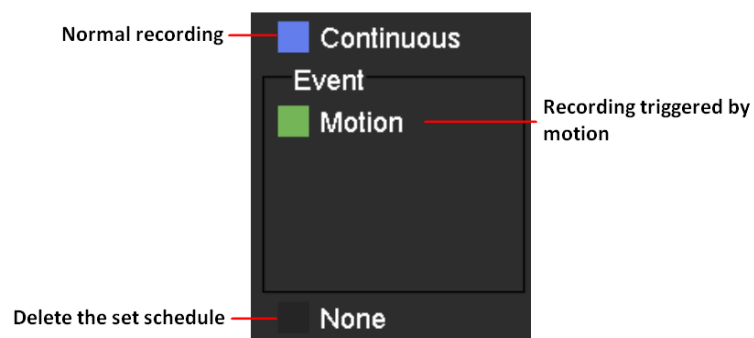 Normal recording
Continuous
Event
Motion
Recording triggered by
motion
Delete the set schedule
None